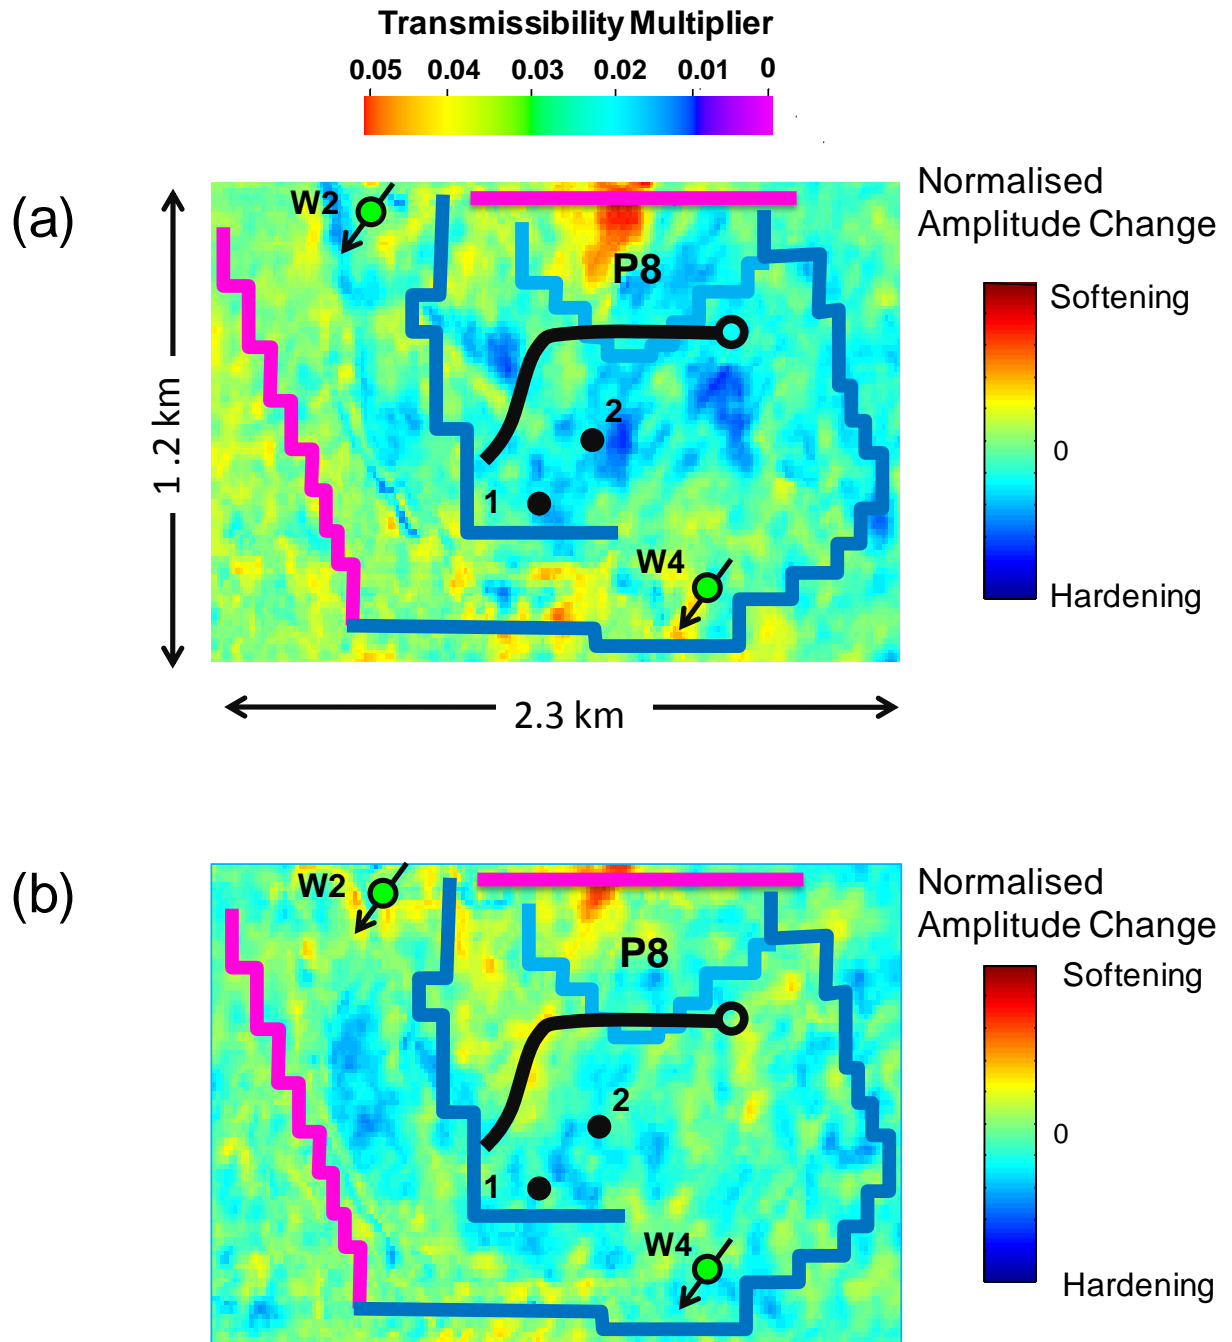 Transmissibility Multiplier
0.05 0.04 0.03 0.02 0.01 0
(a)
W2
P8
2
1
W4
1.2 km
2.3 km
Normalised
Amplitude Change
Softening
0
Hardening
(b)
W2
P8
2
1
W4
Normalised
Amplitude Change
Softening
0
Hardening